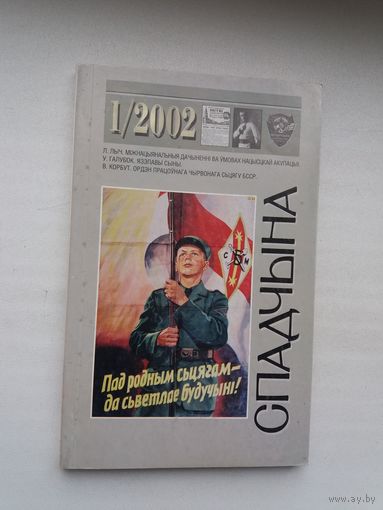 1/2002
Л. ЛЫЧ. МІЖНАЦЫЯНАЛЬНЫЯ ДАЧЫНЕННІ ВА ЎМОВАХ НАЦЫСЦКАЙ АКУПАЦЫІ.
У. ГАЛУБОК. ЯЗЭПАВЫ СЫНЫ.
В. КОРБУТ. ОРДЭН ПРАЦОЎНАГА ЧЫРВОНАГА СЬЦЯГУ БССР.
С Б М
Пад родным сьцягам—
да сьветлае будучыні!
СПАДЧЫНА
www.ay.by